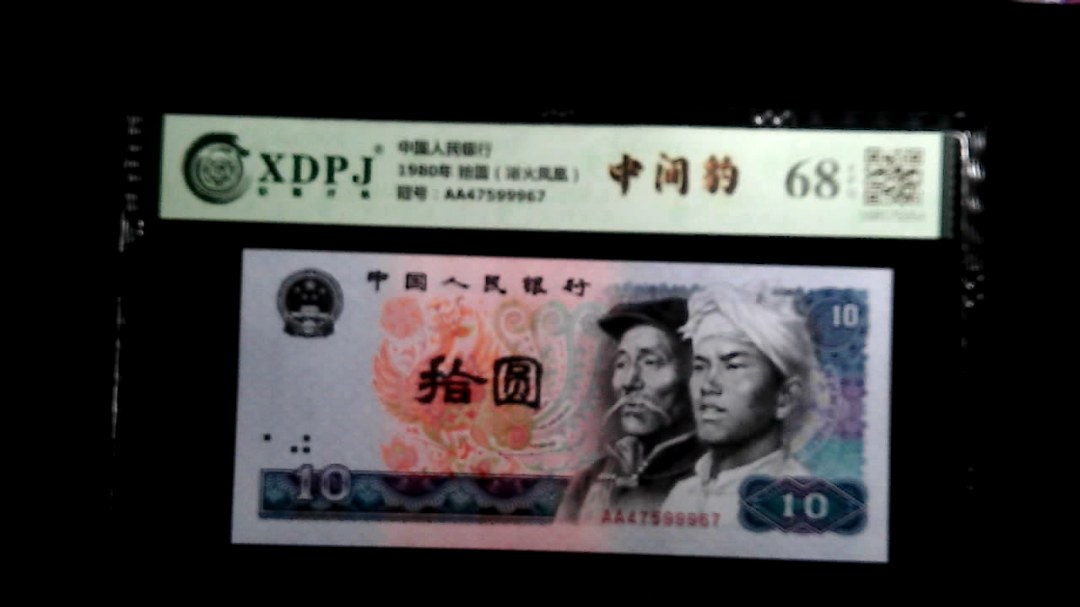 XDPJ®
中国人民银行
1980年 拾圆（浴火凤凰）
冠号：AA47599967
中间豹
68
中国人民银行
10
拾圆
10
AA47599967
10